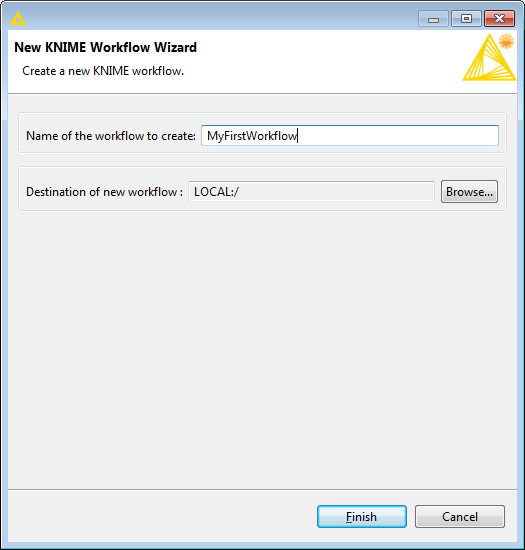 New KNIME Workflow Wizard
Create a new KNIME workflow.
Name of the workflow to create: MyFirstWorkflow
Destination of new workflow : LOCAL:/ Browse...
Finish Cancel